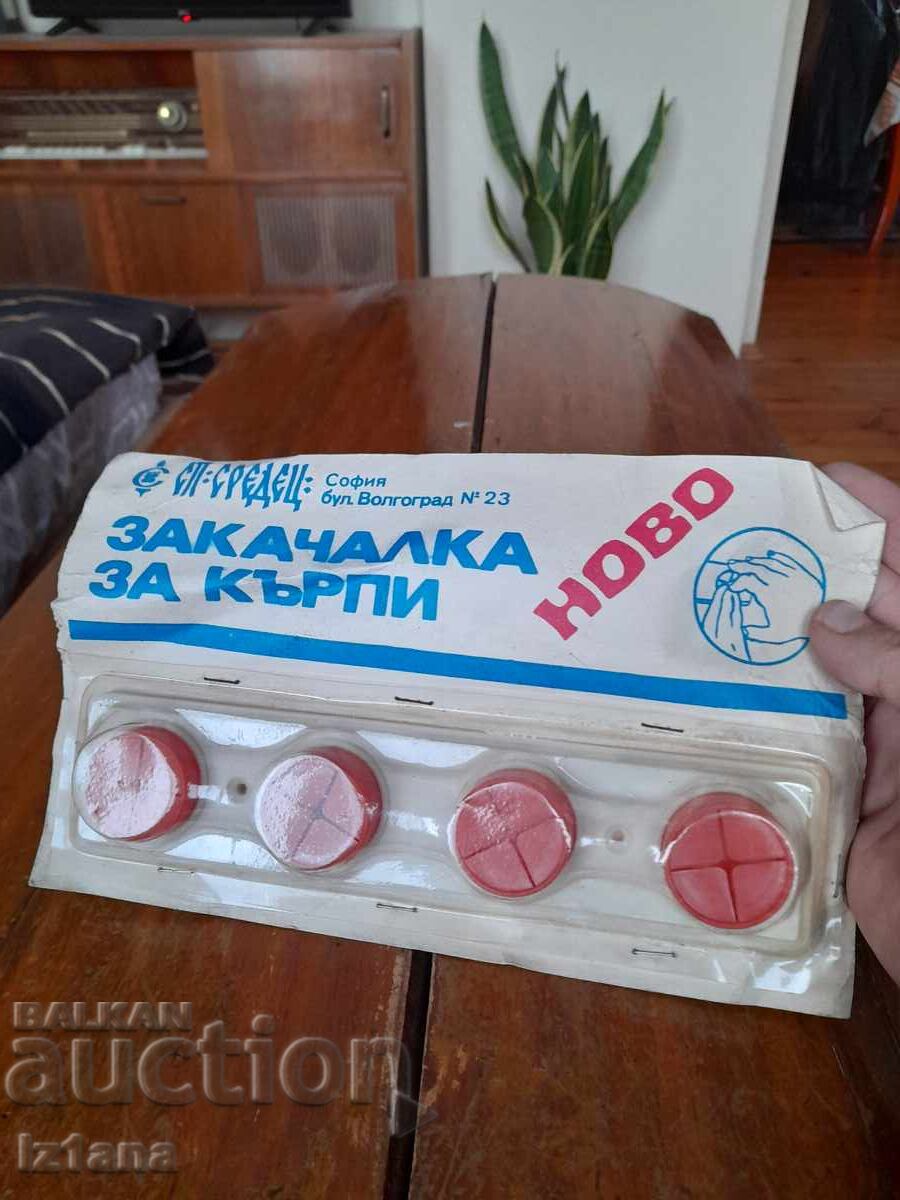 СП "СРЕДЕЦ"
София
бул. Волгоград № 23
ЗАКАЧАЛКА
ЗА КЪРПИ
НОВО
BALKAN
auction
iz1ana